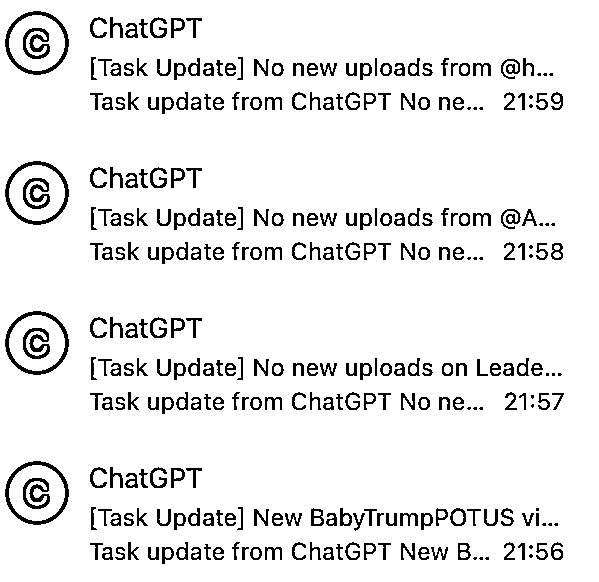 ChatGPT
[Task Update] No new uploads from @h...
Task update from ChatGPT No ne... 21:59
ChatGPT
[Task Update] No new uploads from @A...
Task update from ChatGPT No ne... 21:58
ChatGPT
[Task Update] No new uploads on Leade...
Task update from ChatGPT No ne... 21:57
ChatGPT
[Task Update] New BabyTrumpPOTUS vi...
Task update from ChatGPT New B... 21:56